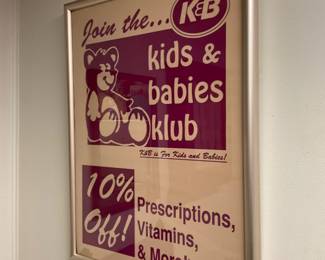 Join the...
K&B
kids &
babies
klub
K&B is For Kids and Babies!
10%
Off!
Prescriptions,
Vitamins,
& More!